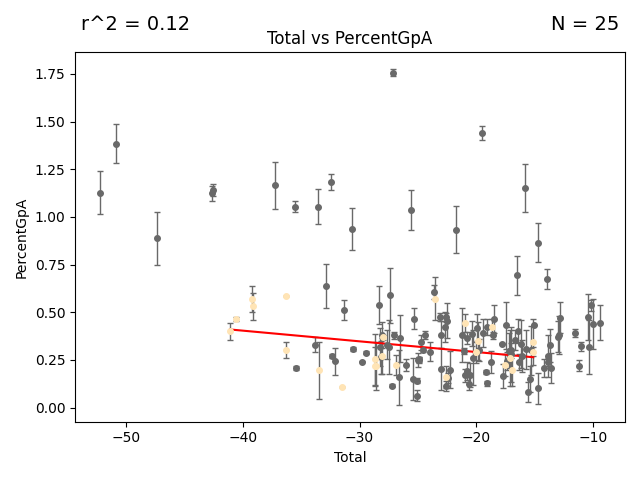 r^2 = 0.12
N = 25
Total vs PercentGpA
1.75
1.50
1.25
1.00
0.75
0.50
0.25
0.00
PercentGpA
−50
−40
−30
−20
−10
Total